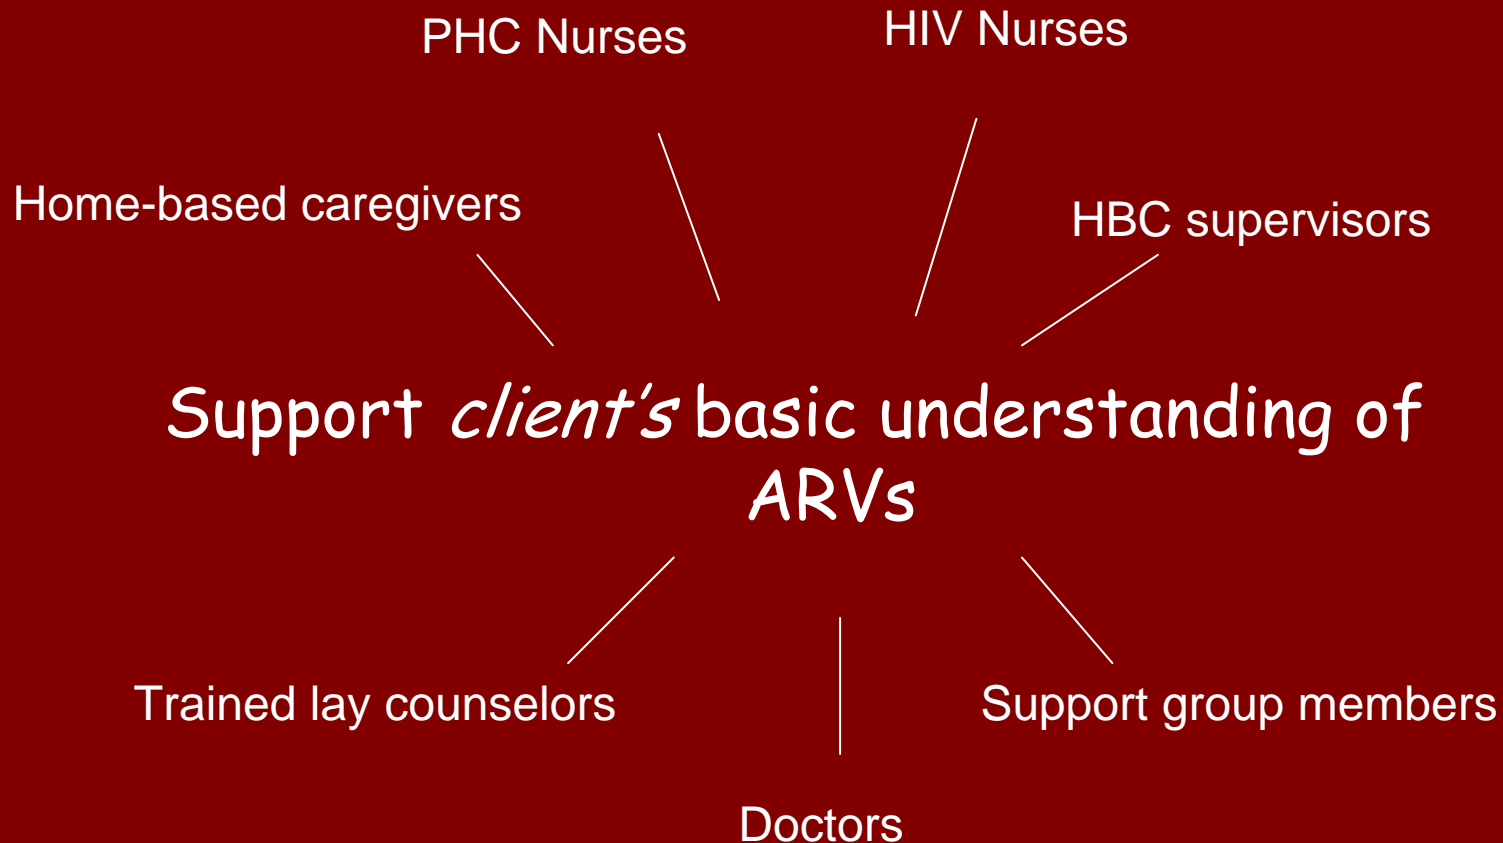 PHC Nurses
HIV Nurses
Home-based caregivers
HBC supervisors
Support client’s basic understanding of
ARVs
Trained lay counselors
Support group members
Doctors